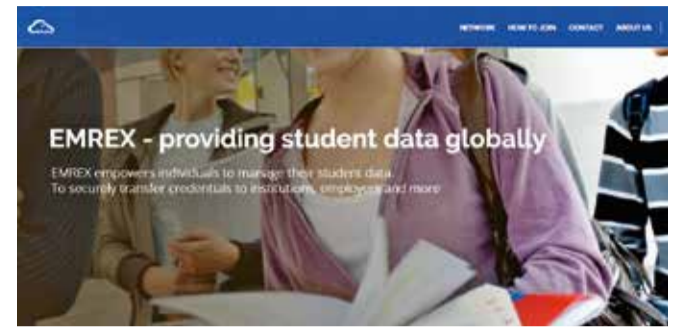 NETWORK HOW TO JOIN CONTACT ABOUT US
EMREX - providing student data globally
EMREX empowers individuals to manage their student data.
To securely transfer credentials to institutions, employers and more